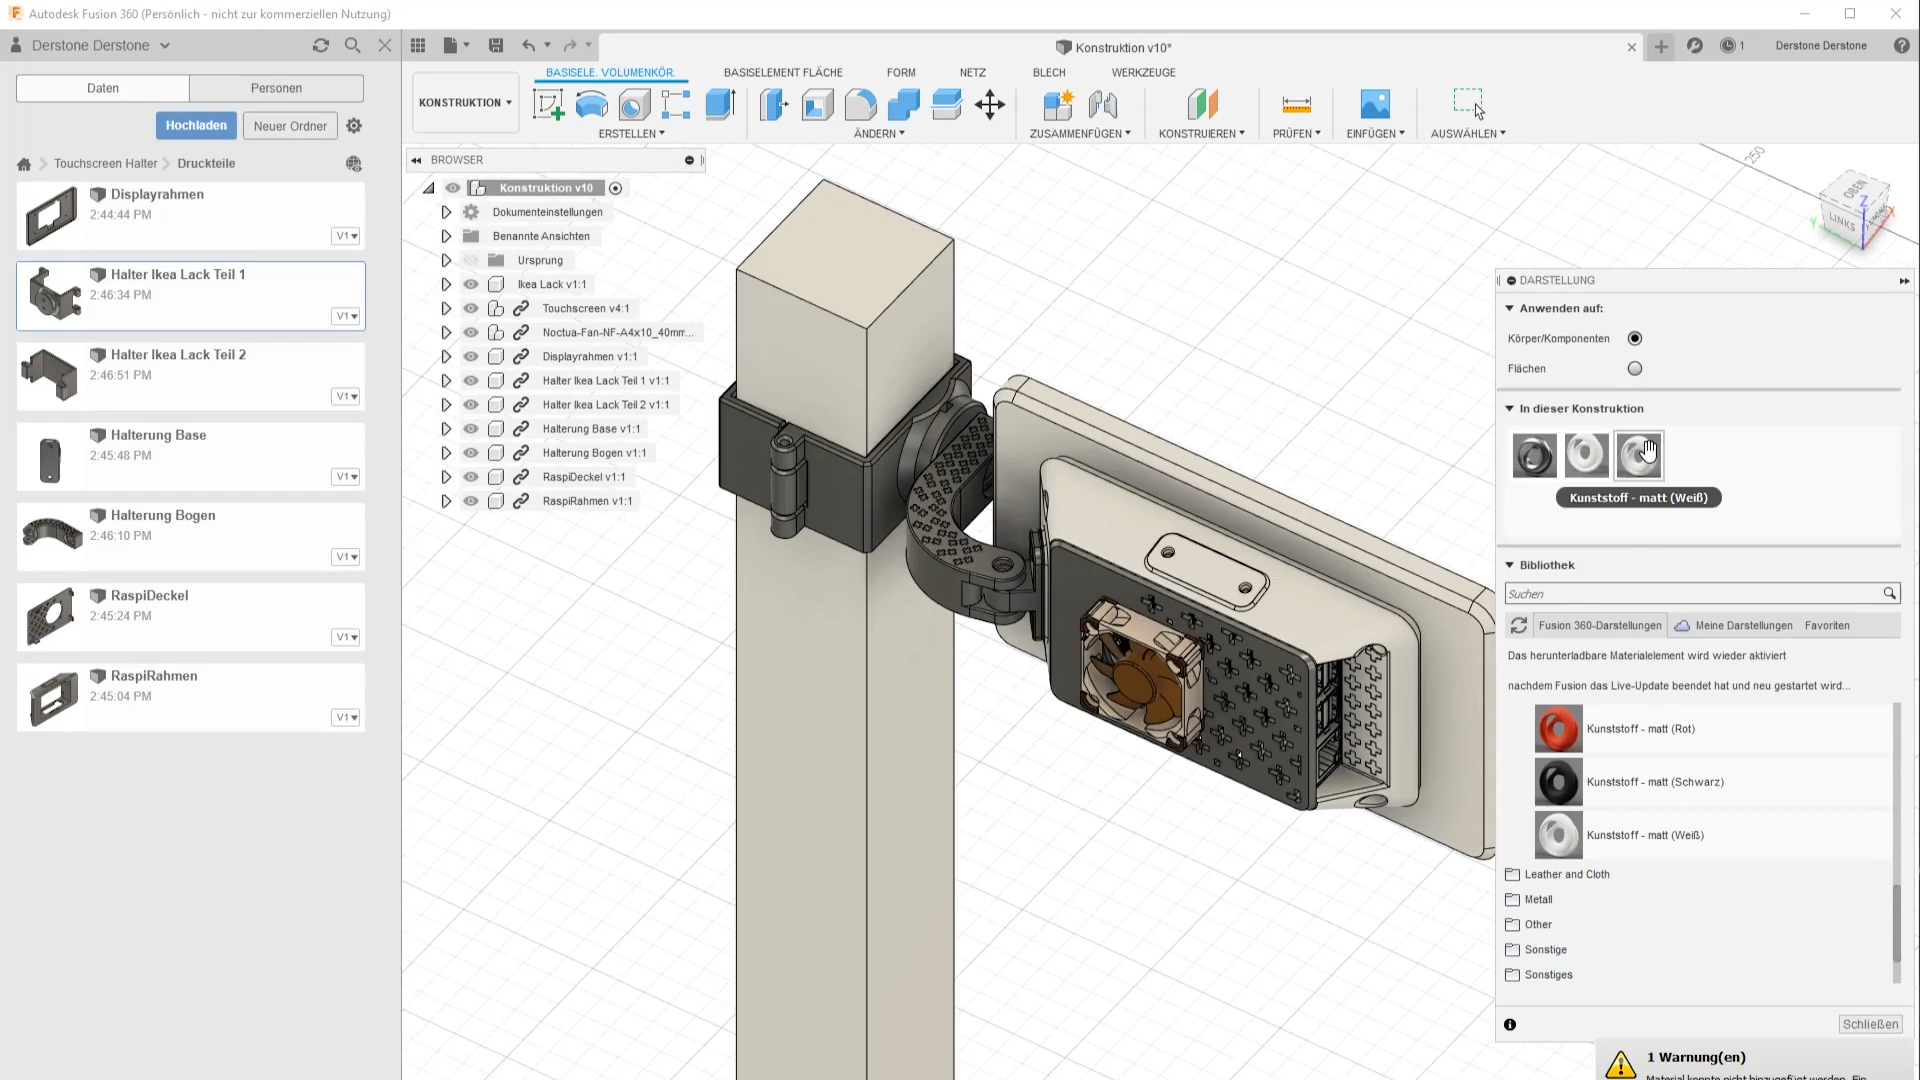 Autodesk Fusion 360 (Persönlich - nicht zur kommerziellen Nutzung)
Derstone Derstone
Konstruktion v10*
1
Derstone Derstone
Daten
Personen
Hochladen
Neuer Ordner
Touchscreen Halter
Druckteile
Displayrahmen
2:44:44 PM
V1
Halter Ikea Lack Teil 1
2:46:34 PM
V1
Halter Ikea Lack Teil 2
2:46:51 PM
V1
Halterung Base
2:45:48 PM
V1
Halterung Bogen
2:46:10 PM
V1
RaspiDeckel
2:45:24 PM
V1
RaspiRahmen
2:45:04 PM
V1
KONSTRUKTION
BASISELE. VOLUMENKÖR.
BASISELEMENT FLÄCHE
FORM
NETZ
BLECH
WERKZEUGE
ERSTELLEN
ÄNDERN
ZUSAMMENFÜGEN
KONSTRUIEREN
PRÜFEN
EINFÜGEN
AUSWÄHLEN
BROWSER
Konstruktion v10
Dokumenteinstellungen
Benannte Ansichten
Ursprung
Ikea Lack v1:1
Touchscreen v4:1
Noctua-Fan-NF-A4x10_40mm...
Displayrahmen v1:1
Halter Ikea Lack Teil 1 v1:1
Halter Ikea Lack Teil 2 v1:1
Halterung Base v1:1
Halterung Bogen v1:1
RaspiDeckel v1:1
RaspiRahmen v1:1
250
OBEN
LINKS
Z
Y
X
DARSTELLUNG
Anwenden auf:
Körper/Komponenten
Flächen
In dieser Konstruktion
Kunststoff - matt (Weiß)
Bibliothek
Suchen
Fusion 360-Darstellungen
Meine Darstellungen
Favoriten
Das herunterladbare Materialelement wird wieder aktiviert
nachdem Fusion das Live-Update beendet hat und neu gestartet wird...
Kunststoff - matt (Rot)
Kunststoff - matt (Schwarz)
Kunststoff - matt (Weiß)
Leather and Cloth
Metall
Other
Sonstige
Sonstiges
Schließen
1 Warnung(en)
Material konnte nicht hinzugefügt werden. Ein